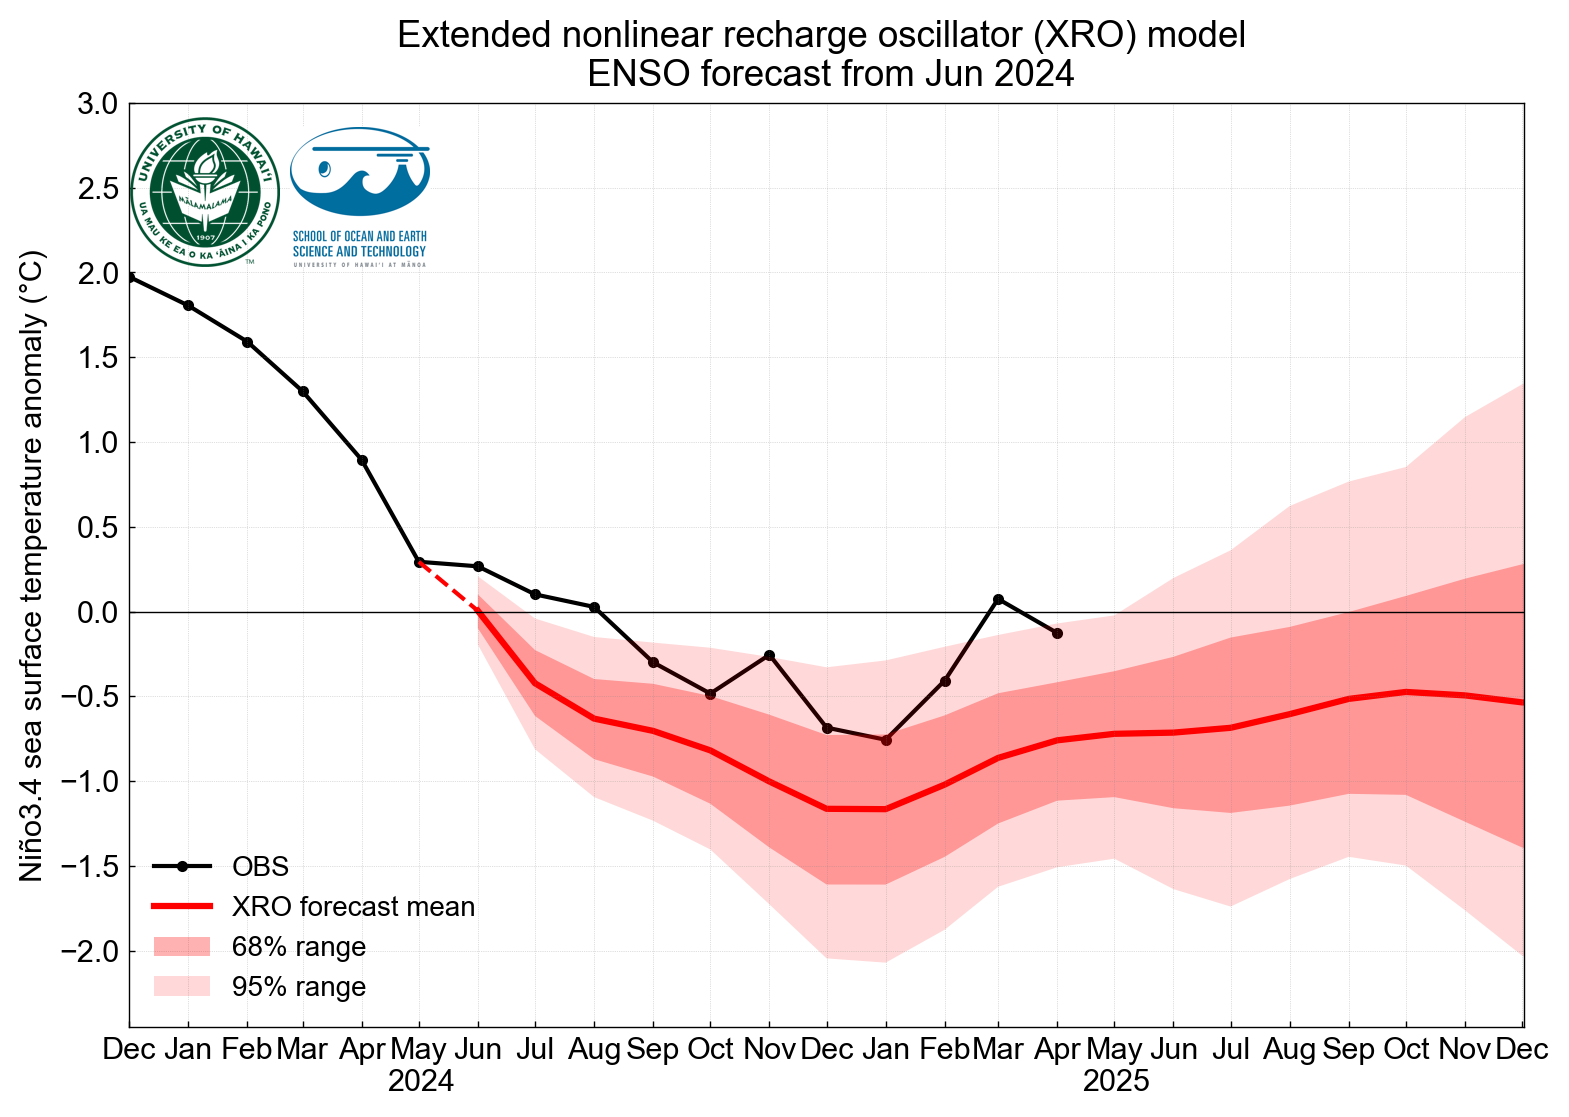 Extended nonlinear recharge oscillator (XRO) model
ENSO forecast from Jun 2024
Niño3.4 sea surface temperature anomaly (°C)
3.0
2.5
2.0
1.5
1.0
0.5
0.0
−0.5
−1.0
−1.5
−2.0
UNIVERSITY OF HAWAI‘I
MĀLAMALAMA
1907
UA MAU KE EA O KA ‘ĀINA I KA PONO
TM
SCHOOL OF OCEAN AND EARTH
SCIENCE AND TECHNOLOGY
UNIVERSITY OF HAWAI‘I AT MĀNOA
OBS
XRO forecast mean
68% range
95% range
Dec Jan Feb Mar Apr May Jun Jul Aug Sep Oct Nov Dec Jan Feb Mar Apr May Jun Jul Aug Sep Oct Nov Dec
2024 2025